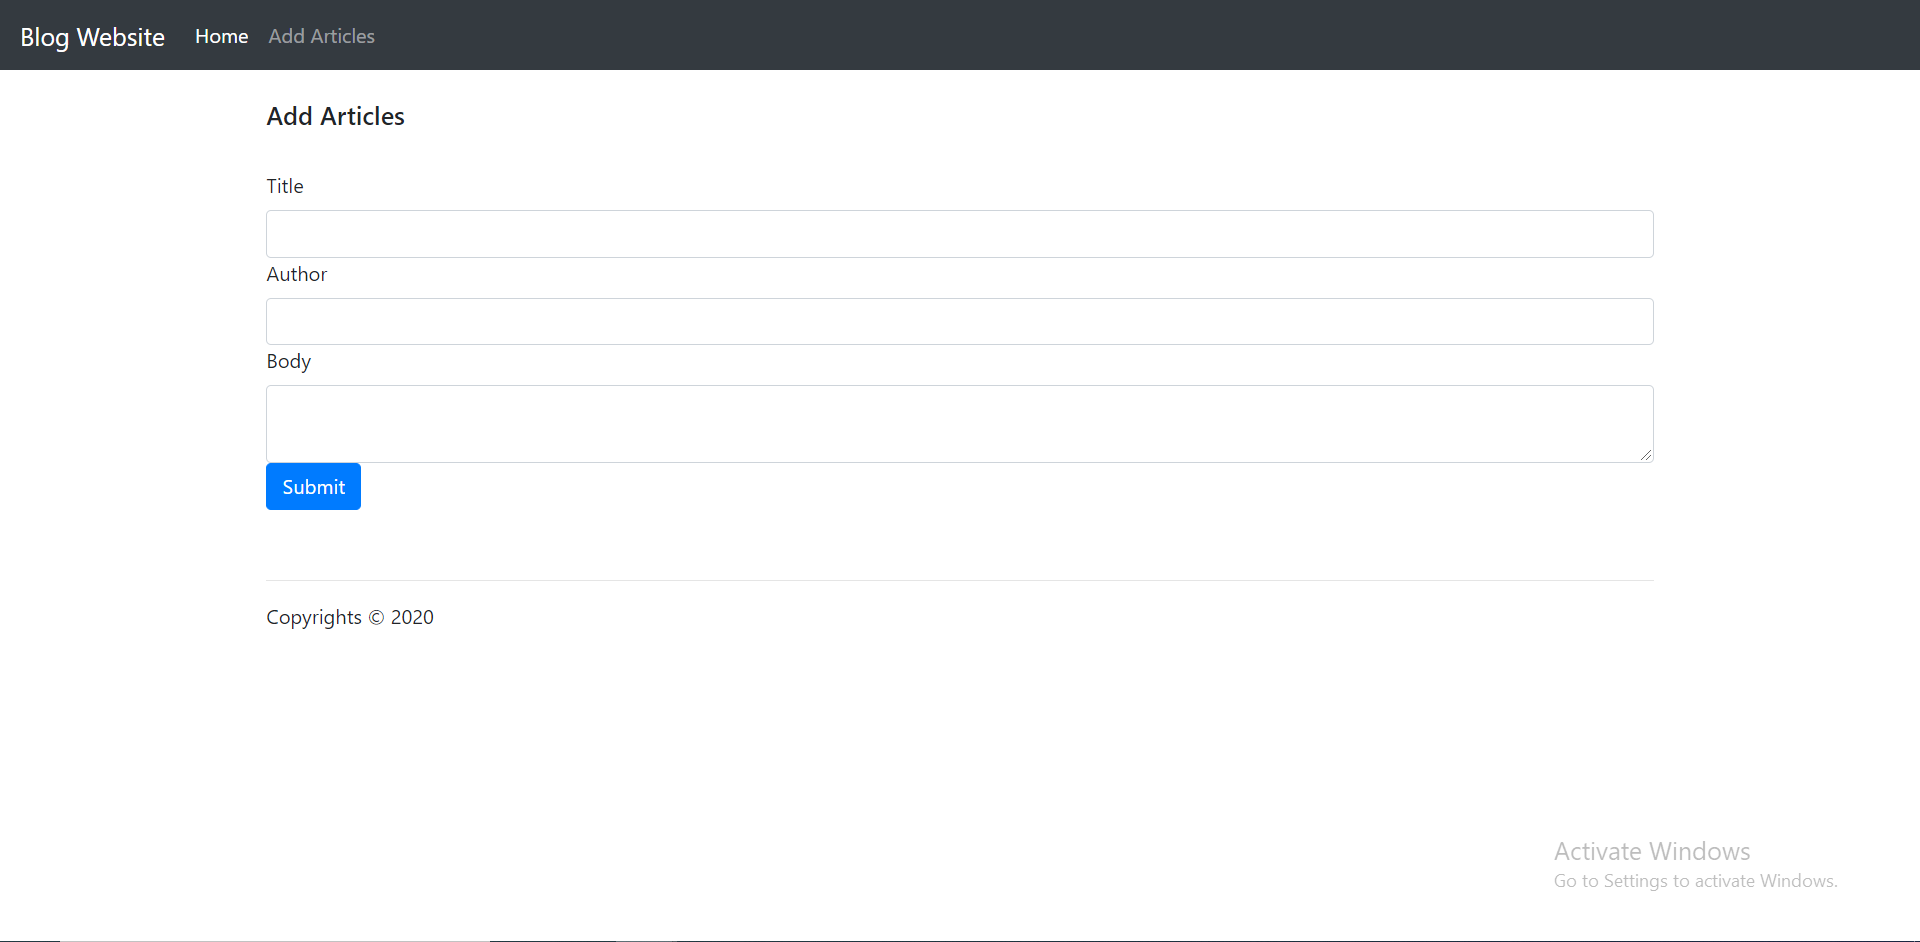 Blog Website Home Add Articles
Add Articles
Title
Author
Body
Submit
Copyrights © 2020
Activate Windows
Go to Settings to activate Windows.